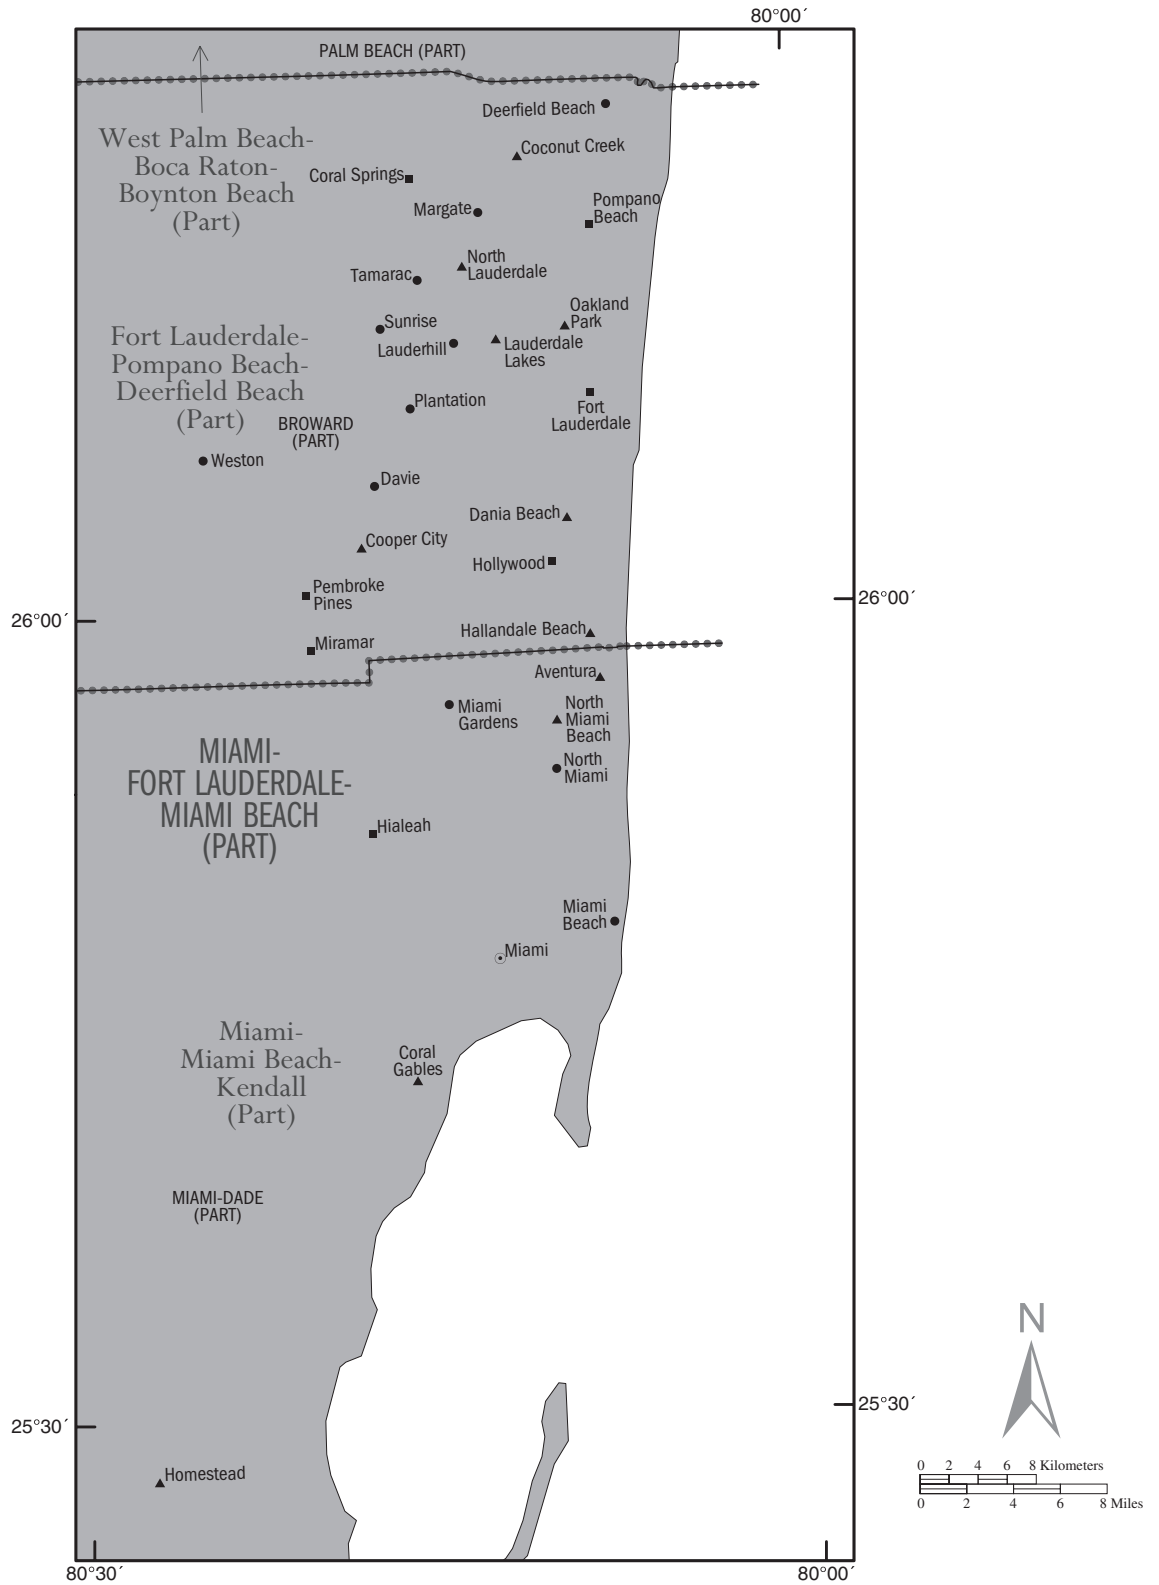 80°00´
PALM BEACH (PART)
Deerfield Beach
West Palm Beach-
Boca Raton-
Boynton Beach
(Part)
Coconut Creek
Coral Springs
Pompano
Beach
Margate
North
Lauderdale
Tamarac
Oakland
Park
Sunrise
Lauderhill
Lauderdale
Lakes
Fort Lauderdale-
Pompano Beach-
Deerfield Beach
(Part)
Plantation
Fort
Lauderdale
BROWARD
(PART)
Weston
Davie
Dania Beach
Cooper City
Hollywood
Pembroke
Pines
26°00´
26°00´
Hallandale Beach
Miramar
Aventura
Miami
Gardens
North
Miami
Beach
North
Miami
MIAMI-
FORT LAUDERDALE-
MIAMI BEACH
(PART)
Hialeah
Miami
Beach
Miami
Miami-
Miami Beach-
Kendall
(Part)
Coral
Gables
MIAMI-DADE
(PART)
N
25°30´
25°30´
Homestead
0 2 4 6 8 Kilometers
0 2 4 6 8 Miles
80°30´
80°00´